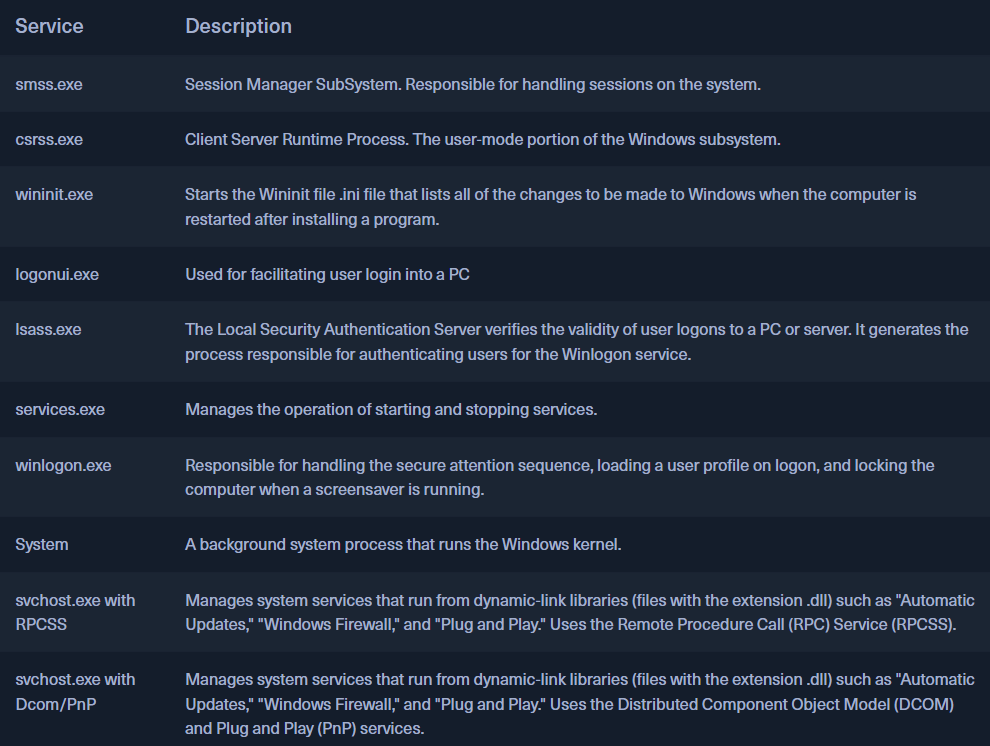 Service Description
smss.exe Session Manager SubSystem. Responsible for handling sessions on the system.
csrss.exe Client Server Runtime Process. The user-mode portion of the Windows subsystem.
wininit.exe Starts the Wininit file .ini file that lists all of the changes to be made to Windows when the computer is
restarted after installing a program.
logonui.exe Used for facilitating user login into a PC
lsass.exe The Local Security Authentication Server verifies the validity of user logons to a PC or server. It generates the
process responsible for authenticating users for the Winlogon service.
services.exe Manages the operation of starting and stopping services.
winlogon.exe Responsible for handling the secure attention sequence, loading a user profile on logon, and locking the
computer when a screensaver is running.
System A background system process that runs the Windows kernel.
svchost.exe with Manages system services that run from dynamic-link libraries (files with the extension .dll) such as "Automatic
RPCSS Updates," "Windows Firewall," and "Plug and Play." Uses the Remote Procedure Call (RPC) Service (RPCSS).
svchost.exe with Manages system services that run from dynamic-link libraries (files with the extension .dll) such as "Automatic
Dcom/PnP Updates," "Windows Firewall," and "Plug and Play." Uses the Distributed Component Object Model (DCOM)
and Plug and Play (PnP) services.